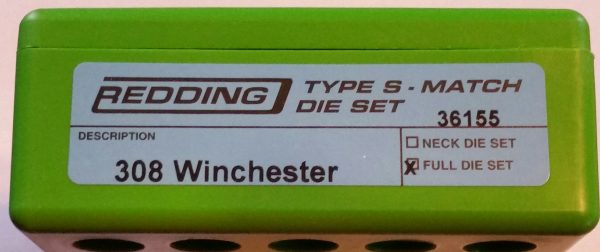 REDDING TYPE S - MATCH
DIE SET 36155
DESCRIPTION
308 Winchester
☐ NECK DIE SET
☒ FULL DIE SET